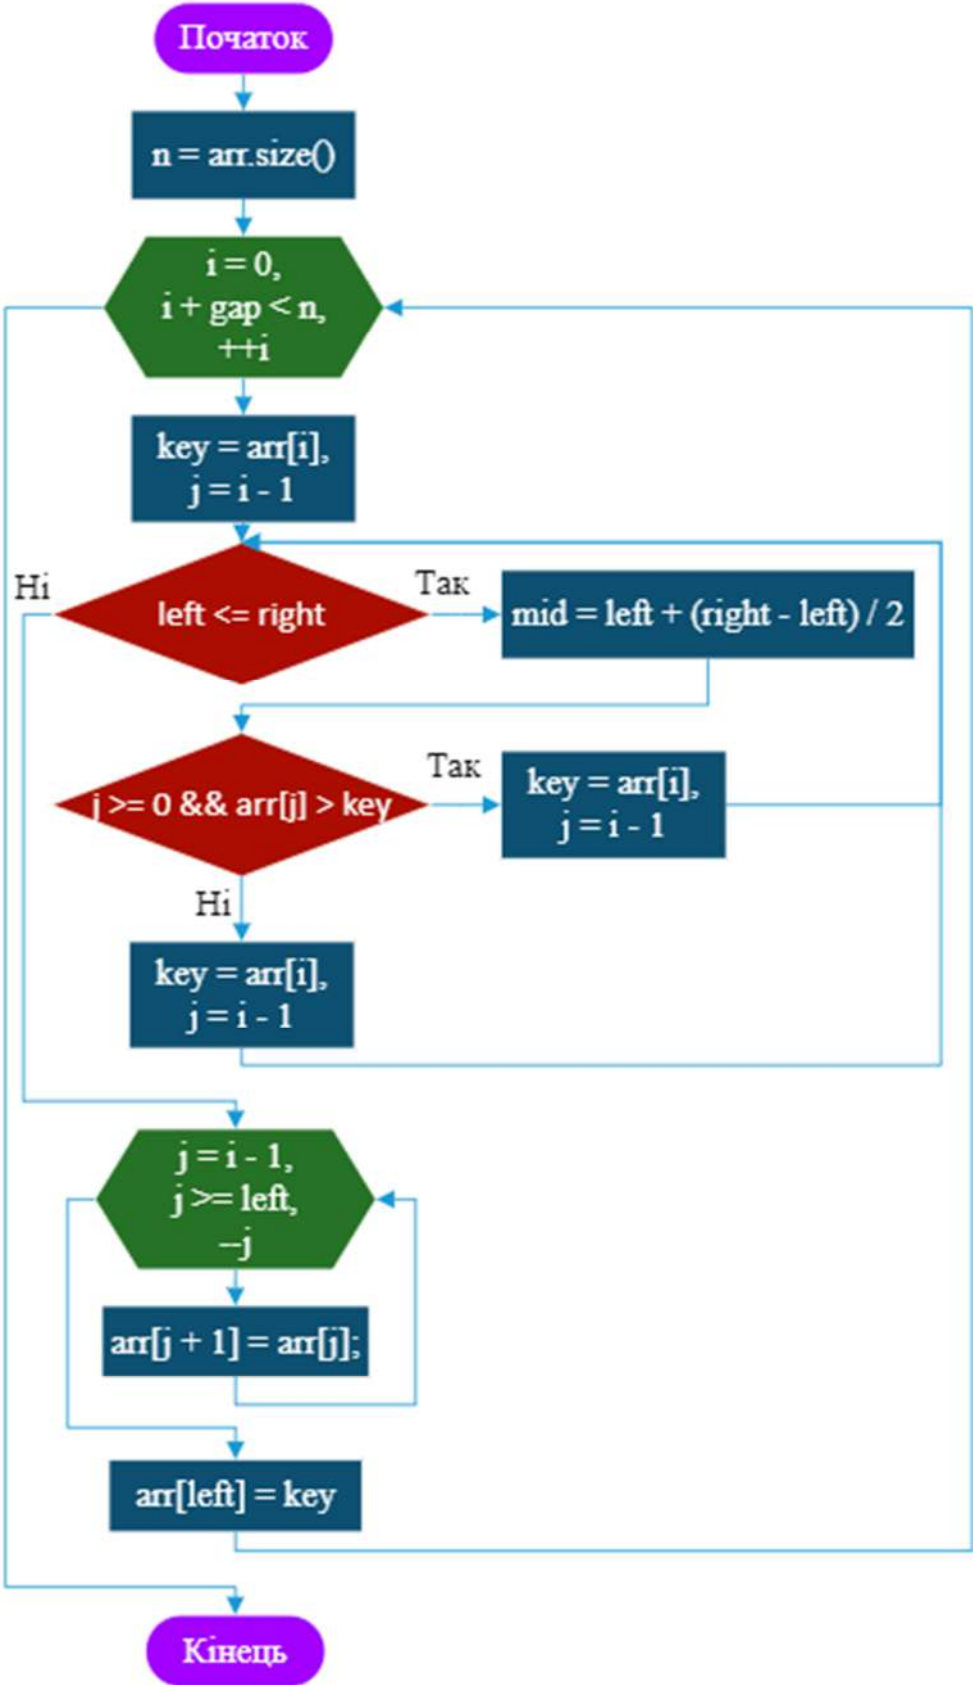 Початок
n = arr.size()
i = 0,
i + gap < n,
++i
key = arr[i],
j = i - 1
Ні
left <= right
Так
mid = left + (right - left) / 2
j >= 0 && arr[j] > key
Так
key = arr[i],
j = i - 1
Ні
key = arr[i],
j = i - 1
j = i - 1,
j >= left,
--j
arr[j + 1] = arr[j];
arr[left] = key
Кінець